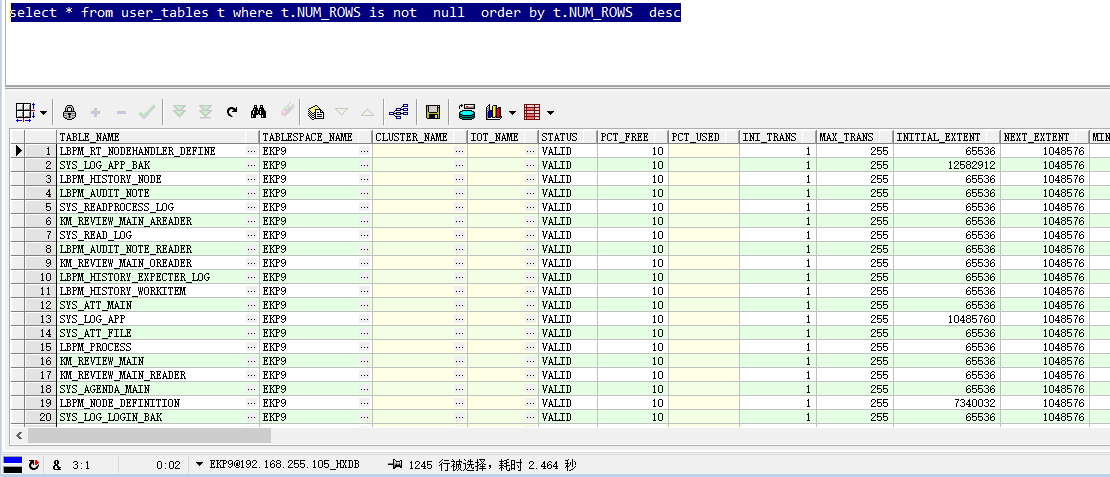 select * from user_tables t where t.NUM_ROWS is not  null  order by t.NUM_ROWS  desc
TABLE_NAME TABLESPACE_NAME CLUSTER_NAME IOT_NAME STATUS PCT_FREE PCT_USED INI_TRANS MAX_TRANS INITIAL_EXTENT NEXT_EXTENT MIN
1 LBPM_RT_NODEHANDLER_DEFINE ··· EKP9 ··· ··· ··· VALID 10 1 255 65536 1048576
2 SYS_LOG_APP_BAK ··· EKP9 ··· ··· ··· VALID 10 1 255 12582912 1048576
3 LBPM_HISTORY_NODE ··· EKP9 ··· ··· ··· VALID 10 1 255 65536 1048576
4 LBPM_AUDIT_NOTE ··· EKP9 ··· ··· ··· VALID 10 1 255 65536 1048576
5 SYS_READPROCESS_LOG ··· EKP9 ··· ··· ··· VALID 10 1 255 65536 1048576
6 KM_REVIEW_MAIN_AREADER ··· EKP9 ··· ··· ··· VALID 10 1 255 65536 1048576
7 SYS_READ_LOG ··· EKP9 ··· ··· ··· VALID 10 1 255 65536 1048576
8 LBPM_AUDIT_NOTE_READER ··· EKP9 ··· ··· ··· VALID 10 1 255 65536 1048576
9 KM_REVIEW_MAIN_OREADER ··· EKP9 ··· ··· ··· VALID 10 1 255 65536 1048576
10 LBPM_HISTORY_EXPECTER_LOG ··· EKP9 ··· ··· ··· VALID 10 1 255 65536 1048576
11 LBPM_HISTORY_WORKITEM ··· EKP9 ··· ··· ··· VALID 10 1 255 65536 1048576
12 SYS_ATT_MAIN ··· EKP9 ··· ··· ··· VALID 10 1 255 65536 1048576
13 SYS_LOG_APP ··· EKP9 ··· ··· ··· VALID 10 1 255 10485760 1048576
14 SYS_ATT_FILE ··· EKP9 ··· ··· ··· VALID 10 1 255 65536 1048576
15 LBPM_PROCESS ··· EKP9 ··· ··· ··· VALID 10 1 255 65536 1048576
16 KM_REVIEW_MAIN ··· EKP9 ··· ··· ··· VALID 10 1 255 65536 1048576
17 KM_REVIEW_MAIN_READER ··· EKP9 ··· ··· ··· VALID 10 1 255 65536 1048576
18 SYS_AGENDA_MAIN ··· EKP9 ··· ··· ··· VALID 10 1 255 65536 1048576
19 LBPM_NODE_DEFINITION ··· EKP9 ··· ··· ··· VALID 10 1 255 7340032 1048576
20 SYS_LOG_LOGIN_BAK ··· EKP9 ··· ··· ··· VALID 10 1 255 65536 1048576
& 3:1 0:02 EKP9@192.168.255.105_HXDB 1245 行被选择，耗时 2.464 秒